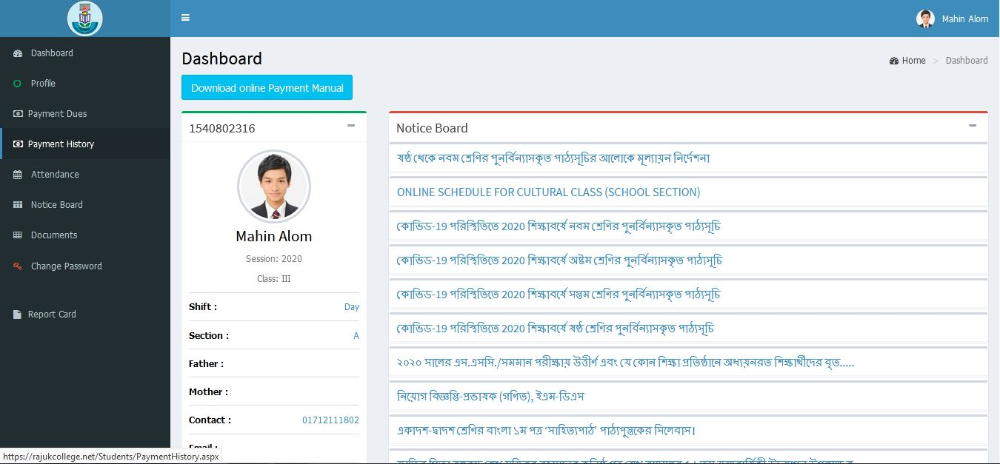 Mahin Alom
Dashboard
Profile
Payment Dues
Payment History
Attendance
Notice Board
Documents
Change Password
Report Card
Dashboard
Home > Dashboard
Download online Payment Manual
1540802316
Mahin Alom
Session: 2020
Class: III
Shift : Day
Section : A
Father :
Mother :
Contact : 01712111802
Email :
Notice Board
ষষ্ঠ থেকে নবম শ্রেণির পুনর্বিন্যাসকৃত পাঠ্যসূচির আলোকে মূল্যায়ন নির্দেশনা
ONLINE SCHEDULE FOR CULTURAL CLASS (SCHOOL SECTION)
কোভিড-19 পরিস্থিতিতে 2020 শিক্ষাবর্ষে নবম শ্রেণির পুনর্বিন্যাসকৃত পাঠ্যসূচি
কোভিড-19 পরিস্থিতিতে 2020 শিক্ষাবর্ষে অষ্টম শ্রেণির পুনর্বিন্যাসকৃত পাঠ্যসূচি
কোভিড-19 পরিস্থিতিতে 2020 শিক্ষাবর্ষে সপ্তম শ্রেণির পুনর্বিন্যাসকৃত পাঠ্যসূচি
কোভিড-19 পরিস্থিতিতে 2020 শিক্ষাবর্ষে ষষ্ঠ শ্রেণির পুনর্বিন্যাসকৃত পাঠ্যসূচি
২০২০ সালের এস.এসসি./সমমান পরীক্ষায় উত্তীর্ণ এবং যে কোন শিক্ষা প্রতিষ্ঠানে অধ্যয়নরত শিক্ষার্থীদের বৃত.....
নিয়োগ বিজ্ঞপ্তি-প্রভাষক (গণিত), ইএম-ডিএস
একাদশ-দ্বাদশ শ্রেণির বাংলা ১ম পত্র ‘সাহিত্যপাঠ’ পাঠ্যপুস্তকের সিলেবাস।
https://rajukcollege.net/Students/PaymentHistory.aspx